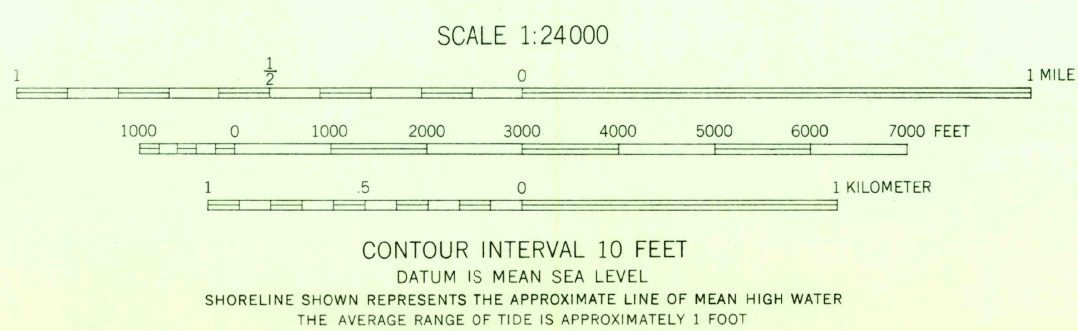 SCALE 1:24000
1 1/2 0 1 MILE
1000 0 1000 2000 3000 4000 5000 6000 7000 FEET
1 .5 0 1 KILOMETER
CONTOUR INTERVAL 10 FEET
DATUM IS MEAN SEA LEVEL
SHORELINE SHOWN REPRESENTS THE APPROXIMATE LINE OF MEAN HIGH WATER
THE AVERAGE RANGE OF TIDE IS APPROXIMATELY 1 FOOT